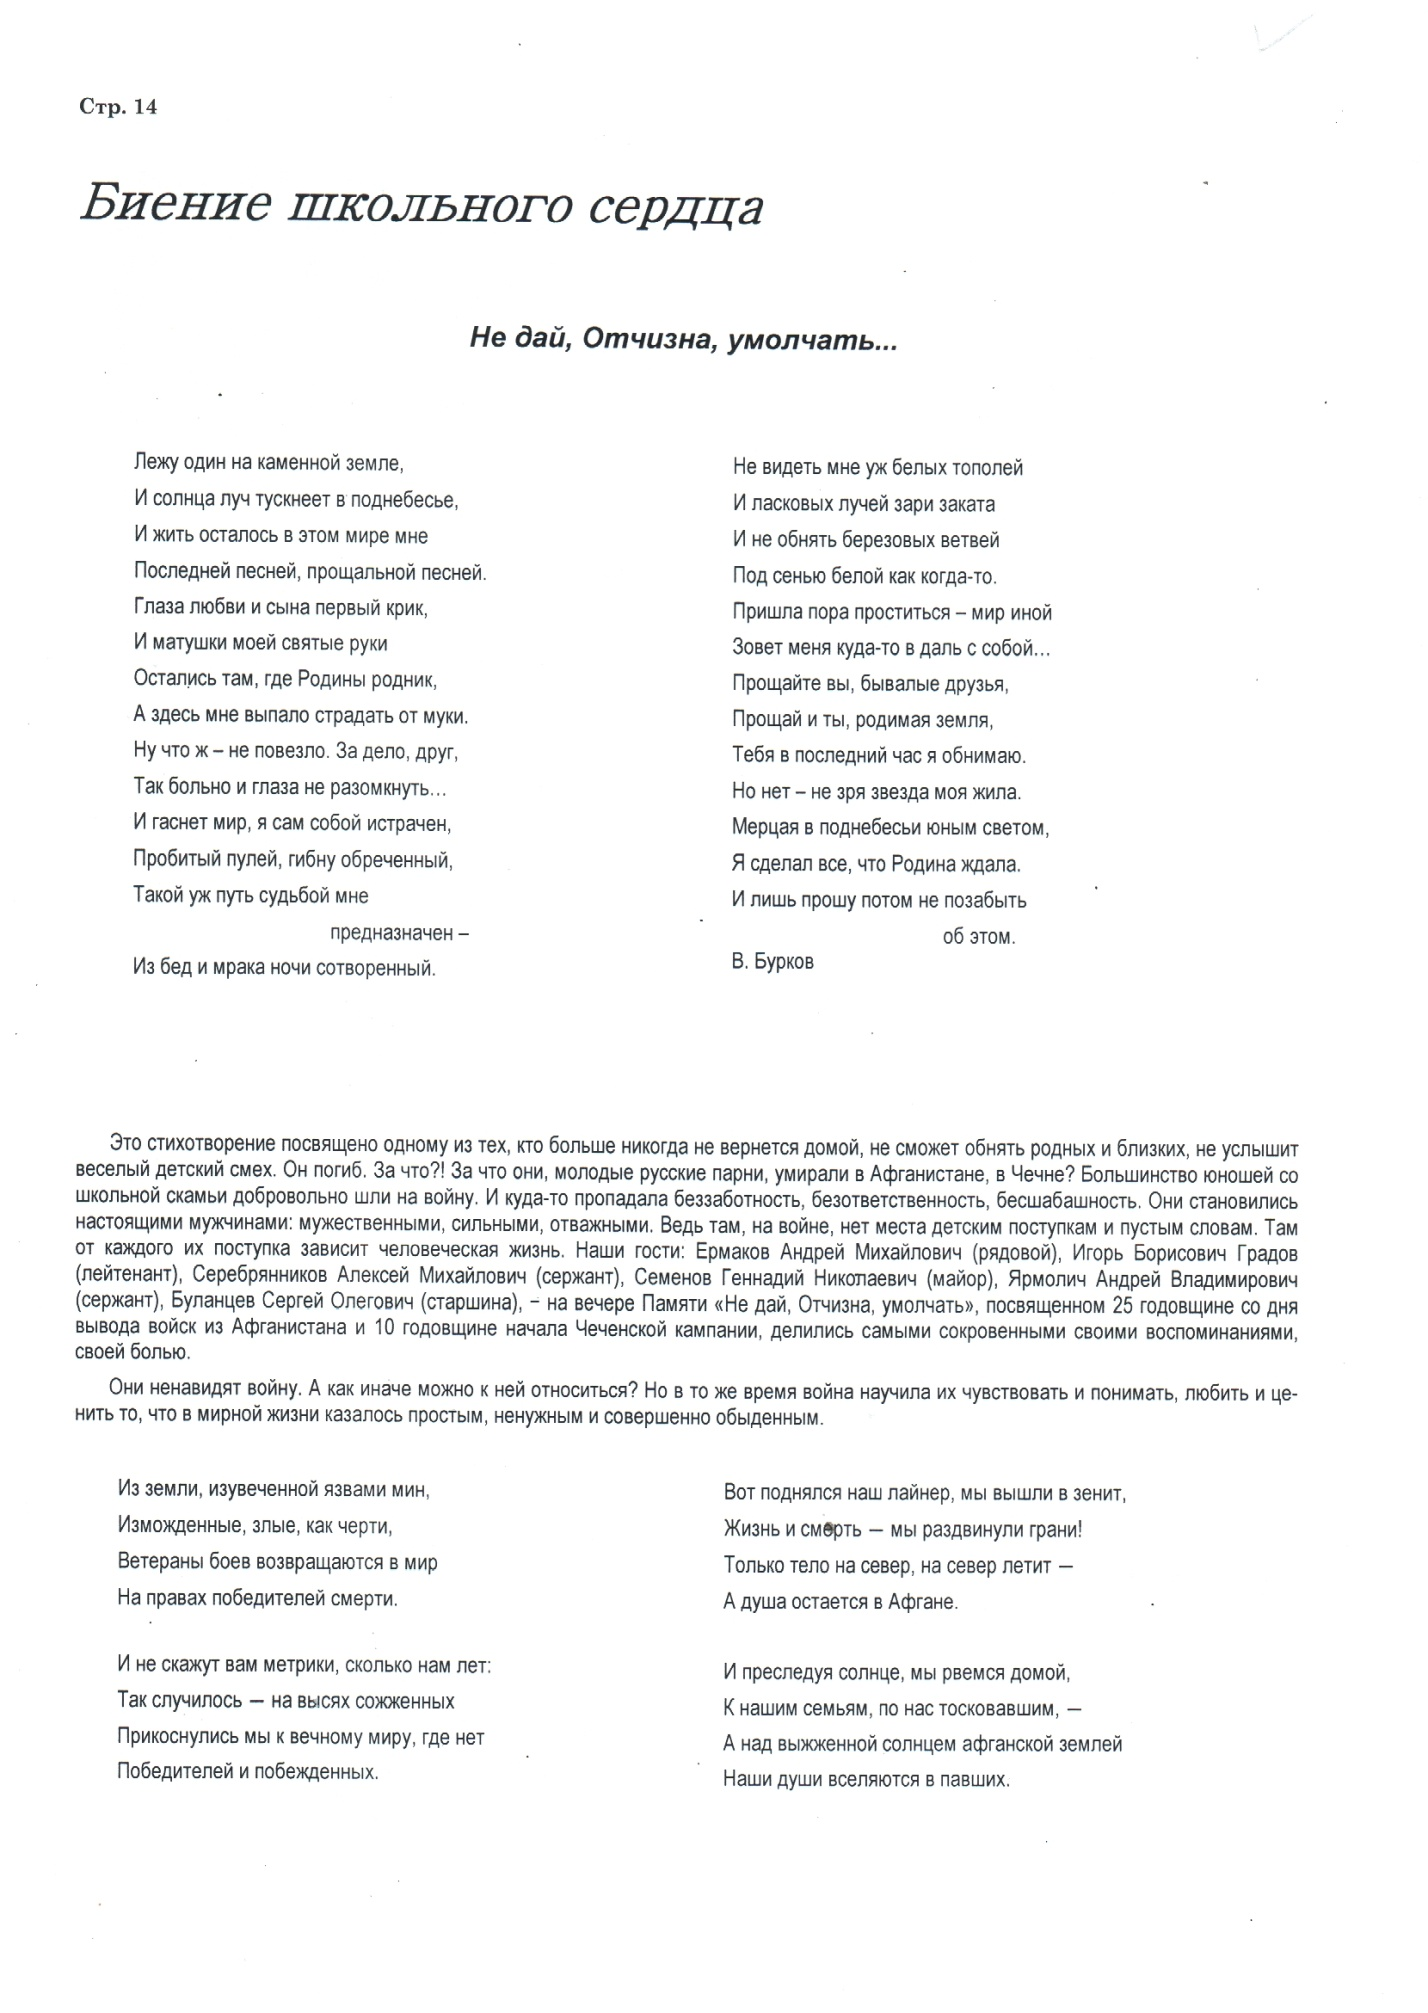 Стр. 14
Биение школьного сердца
Не дай, Отчизна, умолчать...
Лежу один на каменной земле,
И солнца луч тускнеет в поднебесье,
И жить осталось в этом мире мне
Последней песней, прощальной песней.
Глаза любви и сына первый крик,
И матушки моей святые руки
Остались там, где Родины родник,
А здесь мне выпало страдать от муки.
Ну что ж – не повезло. За дело, друг,
Так больно и глаза не разомкнуть…
И гаснет мир, я сам собой истрачен,
Пробитый пулей, гибну обреченный,
Такой уж путь судьбой мне
предназначен –
Из бед и мрака ночи сотворенный.
Не видеть мне уж белых тополей
И ласковых лучей зари заката
И не обнять березовых ветвей
Под сенью белой как когда-то.
Пришла пора проститься – мир иной
Зовет меня куда-то в даль с собой…
Прощайте вы, бывалые друзья,
Прощай и ты, родимая земля,
Тебя в последний час я обнимаю.
Но нет – не зря звезда моя жила.
Мерцая в поднебесьи юным светом,
Я сделал все, что Родина ждала.
И лишь прошу потом не позабыть
об этом.
В. Бурков
Это стихотворение посвящено одному из тех, кто больше никогда не вернется домой, не сможет обнять родных и близких, не услышит
веселый детский смех. Он погиб. За что?! За что они, молодые русские парни, умирали в Афганистане, в Чечне? Большинство юношей со
школьной скамьи добровольно шли на войну. И куда-то пропадала беззаботность, безответственность, бесшабашность. Они становились
настоящими мужчинами: мужественными, сильными, отважными. Ведь там, на войне, нет места детским поступкам и пустым словам. Там
от каждого их поступка зависит человеческая жизнь. Наши гости: Ермаков Андрей Михайлович (рядовой), Игорь Борисович Градов
(лейтенант), Серебрянников Алексей Михайлович (сержант), Семенов Геннадий Николаевич (майор), Ярмолич Андрей Владимирович
(сержант), Буланцев Сергей Олегович (старшина), – на вечере Памяти «Не дай, Отчизна, умолчать», посвященном 25 годовщине со дня
вывода войск из Афганистана и 10 годовщине начала Чеченской кампании, делились самыми сокровенными своими воспоминаниями,
своей болью.
Они ненавидят войну. А как иначе можно к ней относиться? Но в то же время война научила их чувствовать и понимать, любить и це-
нить то, что в мирной жизни казалось простым, ненужным и совершенно обыденным.
Из земли, изувеченной язвами мин,
Изможденные, злые, как черти,
Ветераны боев возвращаются в мир
На правах победителей смерти.
И не скажут вам метрики, сколько нам лет:
Так случилось — на высях сожженных
Прикоснулись мы к вечному миру, где нет
Победителей и побежденных.
Вот поднялся наш лайнер, мы вышли в зенит,
Жизнь и смерть — мы раздвинули грани!
Только тело на север, на север летит —
А душа остается в Афгане.
И преследуя солнце, мы рвемся домой,
К нашим семьям, по нас тосковавшим, —
А над выжженной солнцем афганской землей
Наши души вселяются в павших.